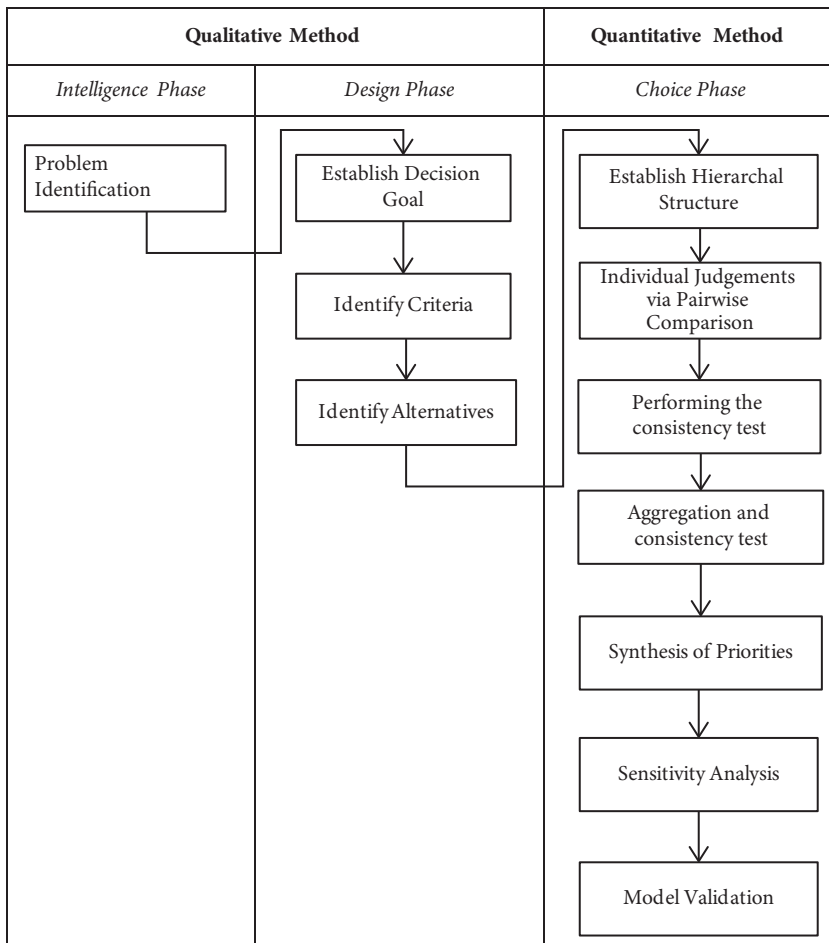 Qualitative Method
Quantitative Method
Intelligence Phase
Design Phase
Choice Phase
Problem
Identification
Establish Decision
Goal
Identify Criteria
Identify Alternatives
Establish Hierarchal
Structure
Individual Judgements
via Pairwise
Comparison
Performing the
consistency test
Aggregation and
consistency test
Synthesis of Priorities
Sensitivity Analysis
Model Validation